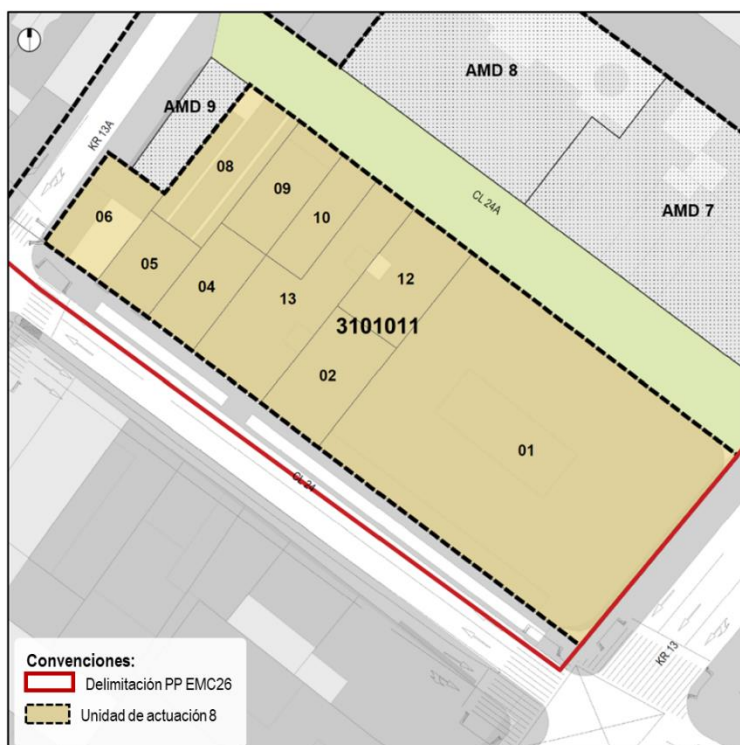 AMD 8
AMD 9
KR 13A
08
AMD 7
09
CL 24A
06
10
05
12
04
13
3101011
02
01
CL 24
KR 13
Convenciones:
Delimitación PP EMC26
Unidad de actuación 8